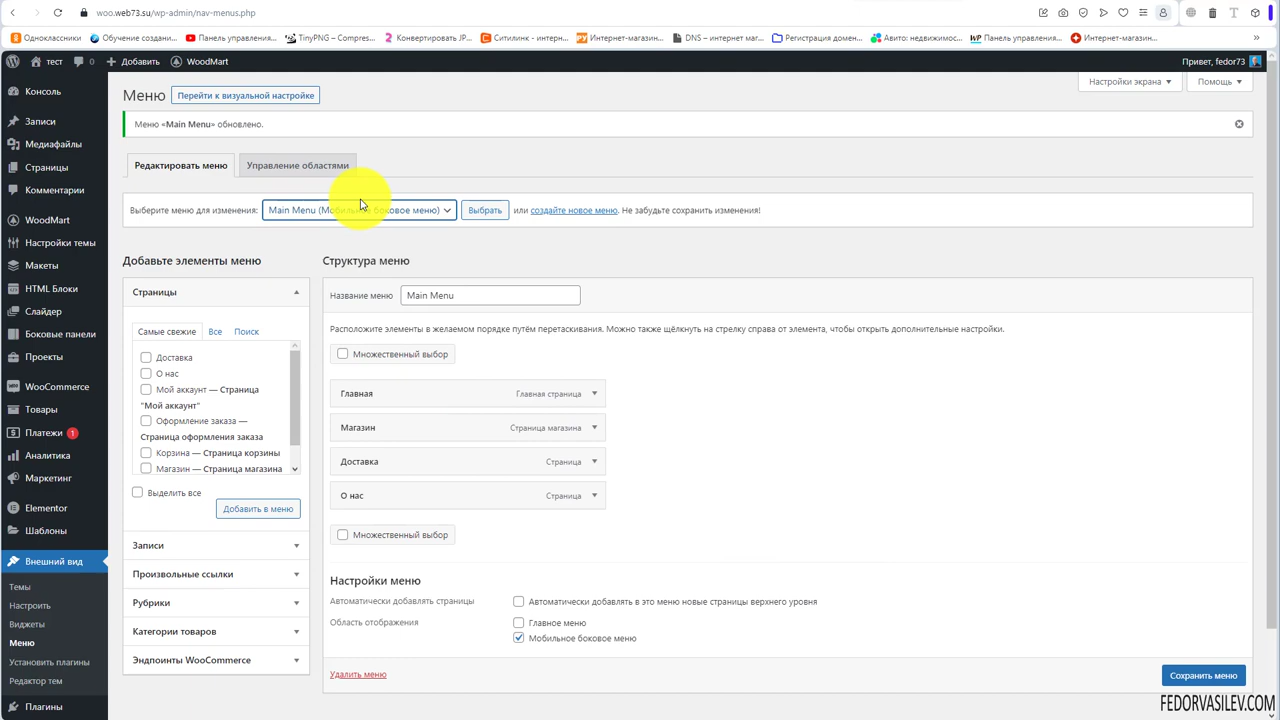 woo.web73.su/wp-admin/nav-menus.php
Одноклассники
Обучение создани...
Панель управления...
TinyPNG – Compres...
Конвертировать JP...
Ситилинк - интерн...
Интернет-магазин...
DNS – интернет маг...
Регистрация домен...
Авито: недвижимос...
Панель управления...
Интернет-магазин...
тест
0
Добавить
WoodMart
Привет, fedor73
Консоль
Записи
Медиафайлы
Страницы
Комментарии
WoodMart
Настройки темы
Макеты
HTML Блоки
Слайдер
Боковые панели
Проекты
WooCommerce
Товары
Платежи 1
Аналитика
Маркетинг
Elementor
Шаблоны
Внешний вид
Темы
Настроить
Виджеты
Меню
Установить плагины
Редактор тем
Плагины
Настройки экрана
Помощь
Меню
Перейти к визуальной настройке
Меню «Main Menu» обновлено.
Редактировать меню
Управление областями
Выберите меню для изменения: Main Menu (Мобильное боковое меню) Выбрать или создайте новое меню. Не забудьте сохранить изменения!
Добавьте элементы меню
Страницы
Самые свежие Все Поиск
Доставка
О нас
Мой аккаунт — Страница
"Мой аккаунт"
Оформление заказа —
Страница оформления заказа
Корзина — Страница корзины
Магазин — Страница магазина
Выделить все
Добавить в меню
Записи
Произвольные ссылки
Рубрики
Категории товаров
Эндпоинты WooCommerce
Структура меню
Название меню Main Menu
Расположите элементы в желаемом порядке путём перетаскивания. Можно также щёлкнуть на стрелку справа от элемента, чтобы открыть дополнительные настройки.
Множественный выбор
Главная Главная страница
Магазин Страница магазина
Доставка Страница
О нас Страница
Множественный выбор
Настройки меню
Автоматически добавлять страницы Автоматически добавлять в это меню новые страницы верхнего уровня
Область отображения Главное меню
Мобильное боковое меню
Удалить меню
Сохранить меню
FEDORVASILEV.COM